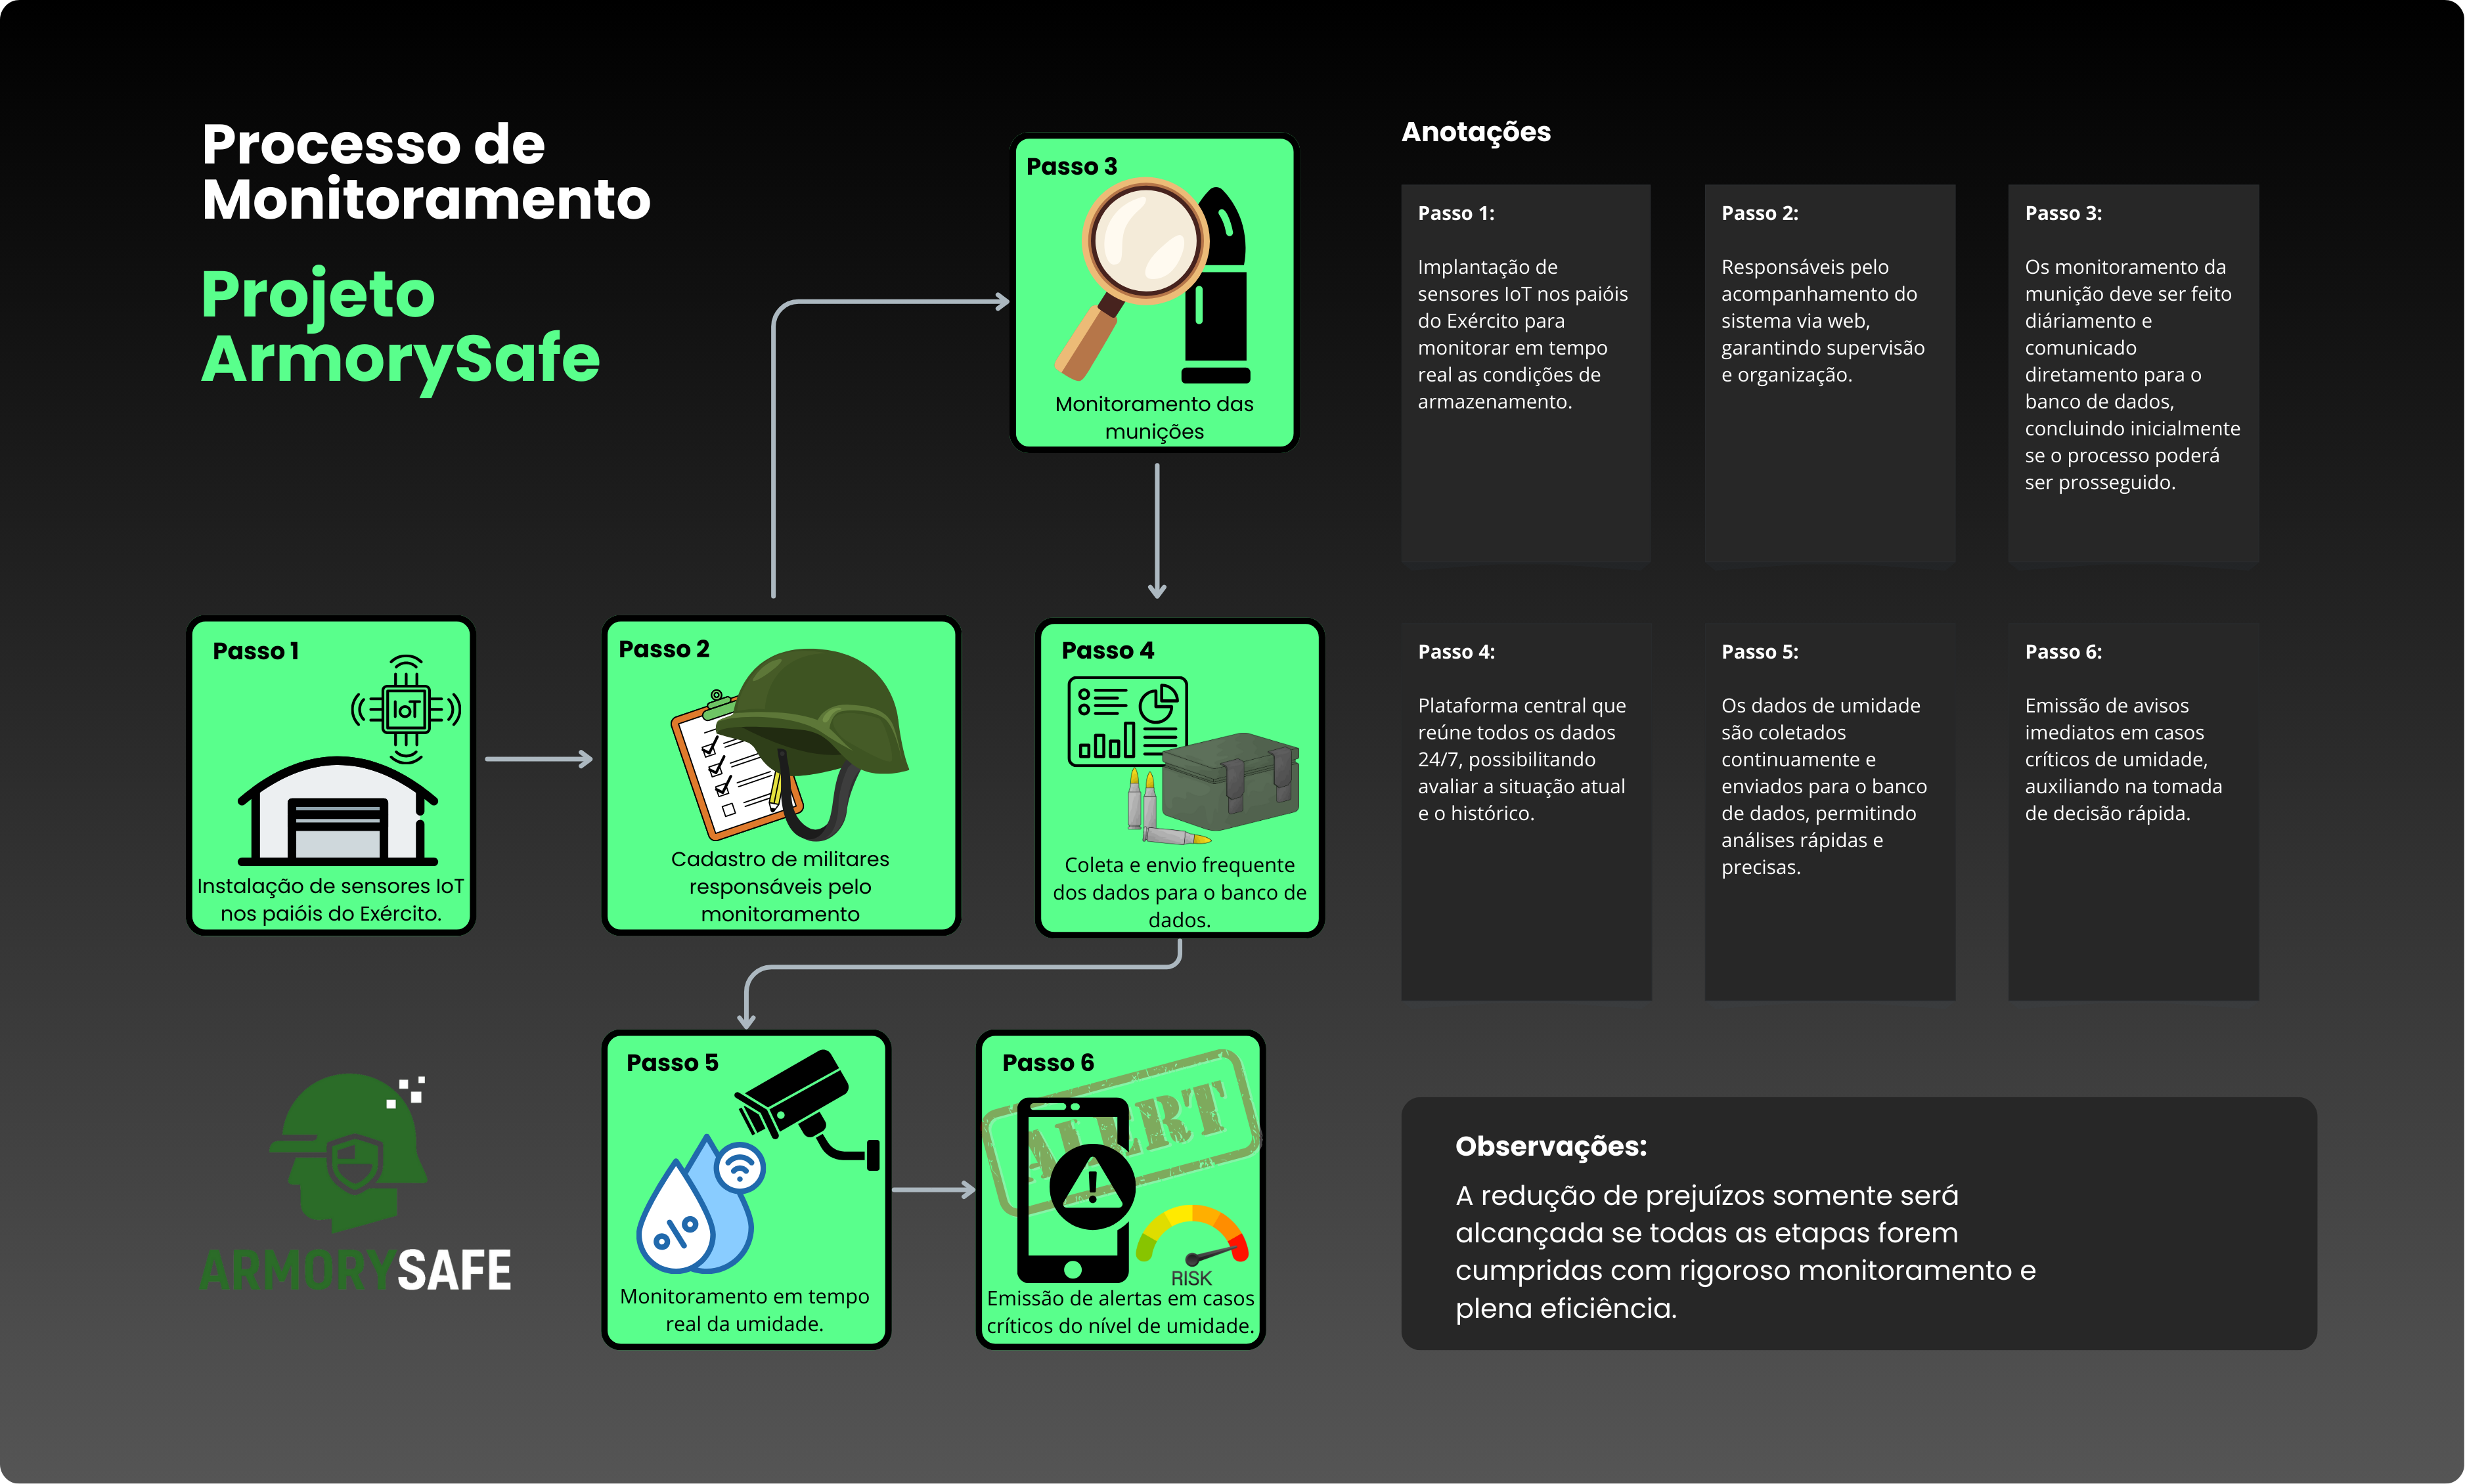 Processo de
Monitoramento
Projeto
ArmorySafe
Passo 1
IoT
Instalação de sensores IoT
nos paióis do Exército.
Passo 2
Cadastro de militares
responsáveis pelo
monitoramento
Passo 3
Monitoramento das
munições
Passo 4
Coleta e envio frequente
dos dados para o banco de
dados.
Passo 5
%
Monitoramento em tempo
real da umidade.
Passo 6
ALERT
!
RISK
Emissão de alertas em casos
críticos do nível de umidade.
ARMORYSAFE
Anotações
Passo 1:
Implantação de
sensores IoT nos paióis
do Exército para
monitorar em tempo
real as condições de
armazenamento.
Passo 2:
Responsáveis pelo
acompanhamento do
sistema via web,
garantindo supervisão
e organização.
Passo 3:
Os monitoramento da
munição deve ser feito
diáriamento e
comunicado
diretamento para o
banco de dados,
concluindo inicialmente
se o processo poderá
ser prosseguido.
Passo 4:
Plataforma central que
reúne todos os dados
24/7, possibilitando
avaliar a situação atual
e o histórico.
Passo 5:
Os dados de umidade
são coletados
continuamente e
enviados para o banco
de dados, permitindo
análises rápidas e
precisas.
Passo 6:
Emissão de avisos
imediatos em casos
críticos de umidade,
auxiliando na tomada
de decisão rápida.
Observações:
A redução de prejuízos somente será
alcançada se todas as etapas forem
cumpridas com rigoroso monitoramento e
plena eficiência.